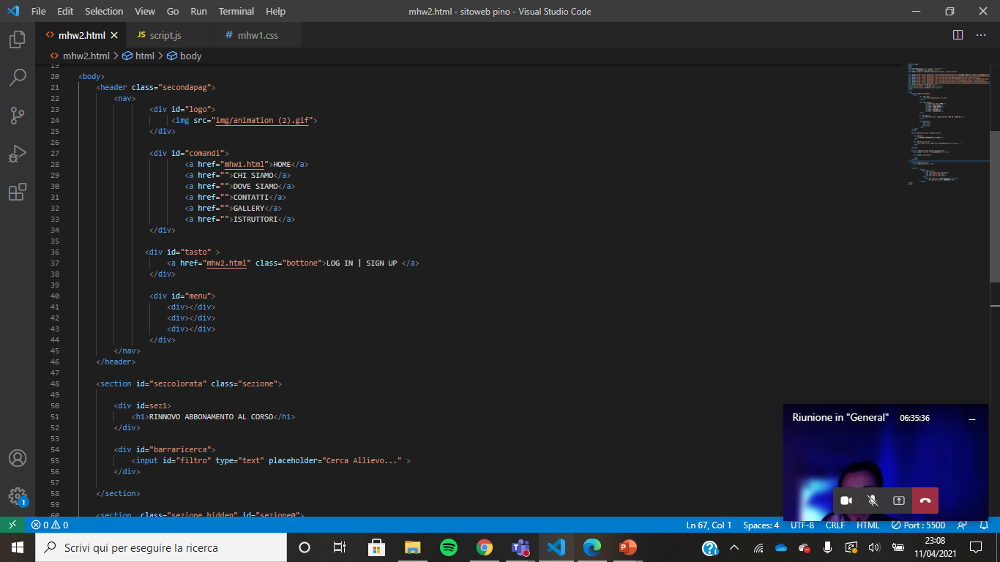 File Edit Selection View Go Run Terminal Help
mhw2.html - sitoweb pino - Visual Studio Code
mhw2.html
JS script.js
# mhw1.css
mhw2.html > html > body
19
20 <body>
21 <header class="secondapag">
22 <nav>
23 <div id="logo">
24 <img src="img/animation (2).gif">
25 </div>
26
27 <div id="comandi">
28 <a href="mhw1.html">HOME</a>
29 <a href="">CHI SIAMO</a>
30 <a href="">DOVE SIAMO</a>
31 <a href="">CONTATTI</a>
32 <a href="">GALLERY</a>
33 <a href="">ISTRUTTORI</a>
34 </div>
35
36 <div id="tasto" >
37 <a href="mhw2.html" class="bottone">LOG IN | SIGN UP </a>
38 </div>
39
40 <div id="menu">
41 <div></div>
42 <div></div>
43 <div></div>
44 </div>
45 </nav>
46 </header>
47
48 <section id="sezcolorata" class="sezione">
49
50 <div id=sez1>
51 <h1>RINNOVO ABBONAMENTO AL CORSO</h1>
52 </div>
53
54 <div id="barraricerca">
55 <input id="filtro" type="text" placeholder="Cerca Allievo..." >
56 </div>
57
58 </section>
59
60 <section class="sezione hidden" id="sezione0">
Riunione in "General" 06:35:36
1
0 0
Ln 67, Col 1 Spaces: 4 UTF-8 CRLF HTML Port : 5500
Scrivi qui per eseguire la ricerca
23:08
11/04/2021